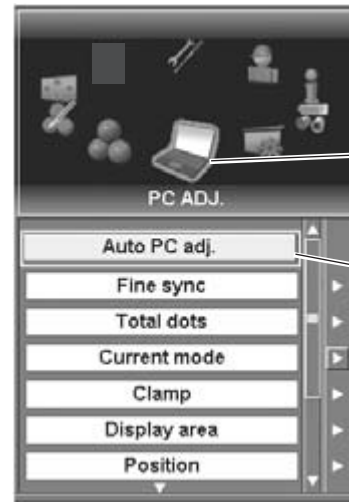 PC ADJ.
Auto PC adj.
Fine sync
Total dots
Current mode
Clamp
Display area
Position